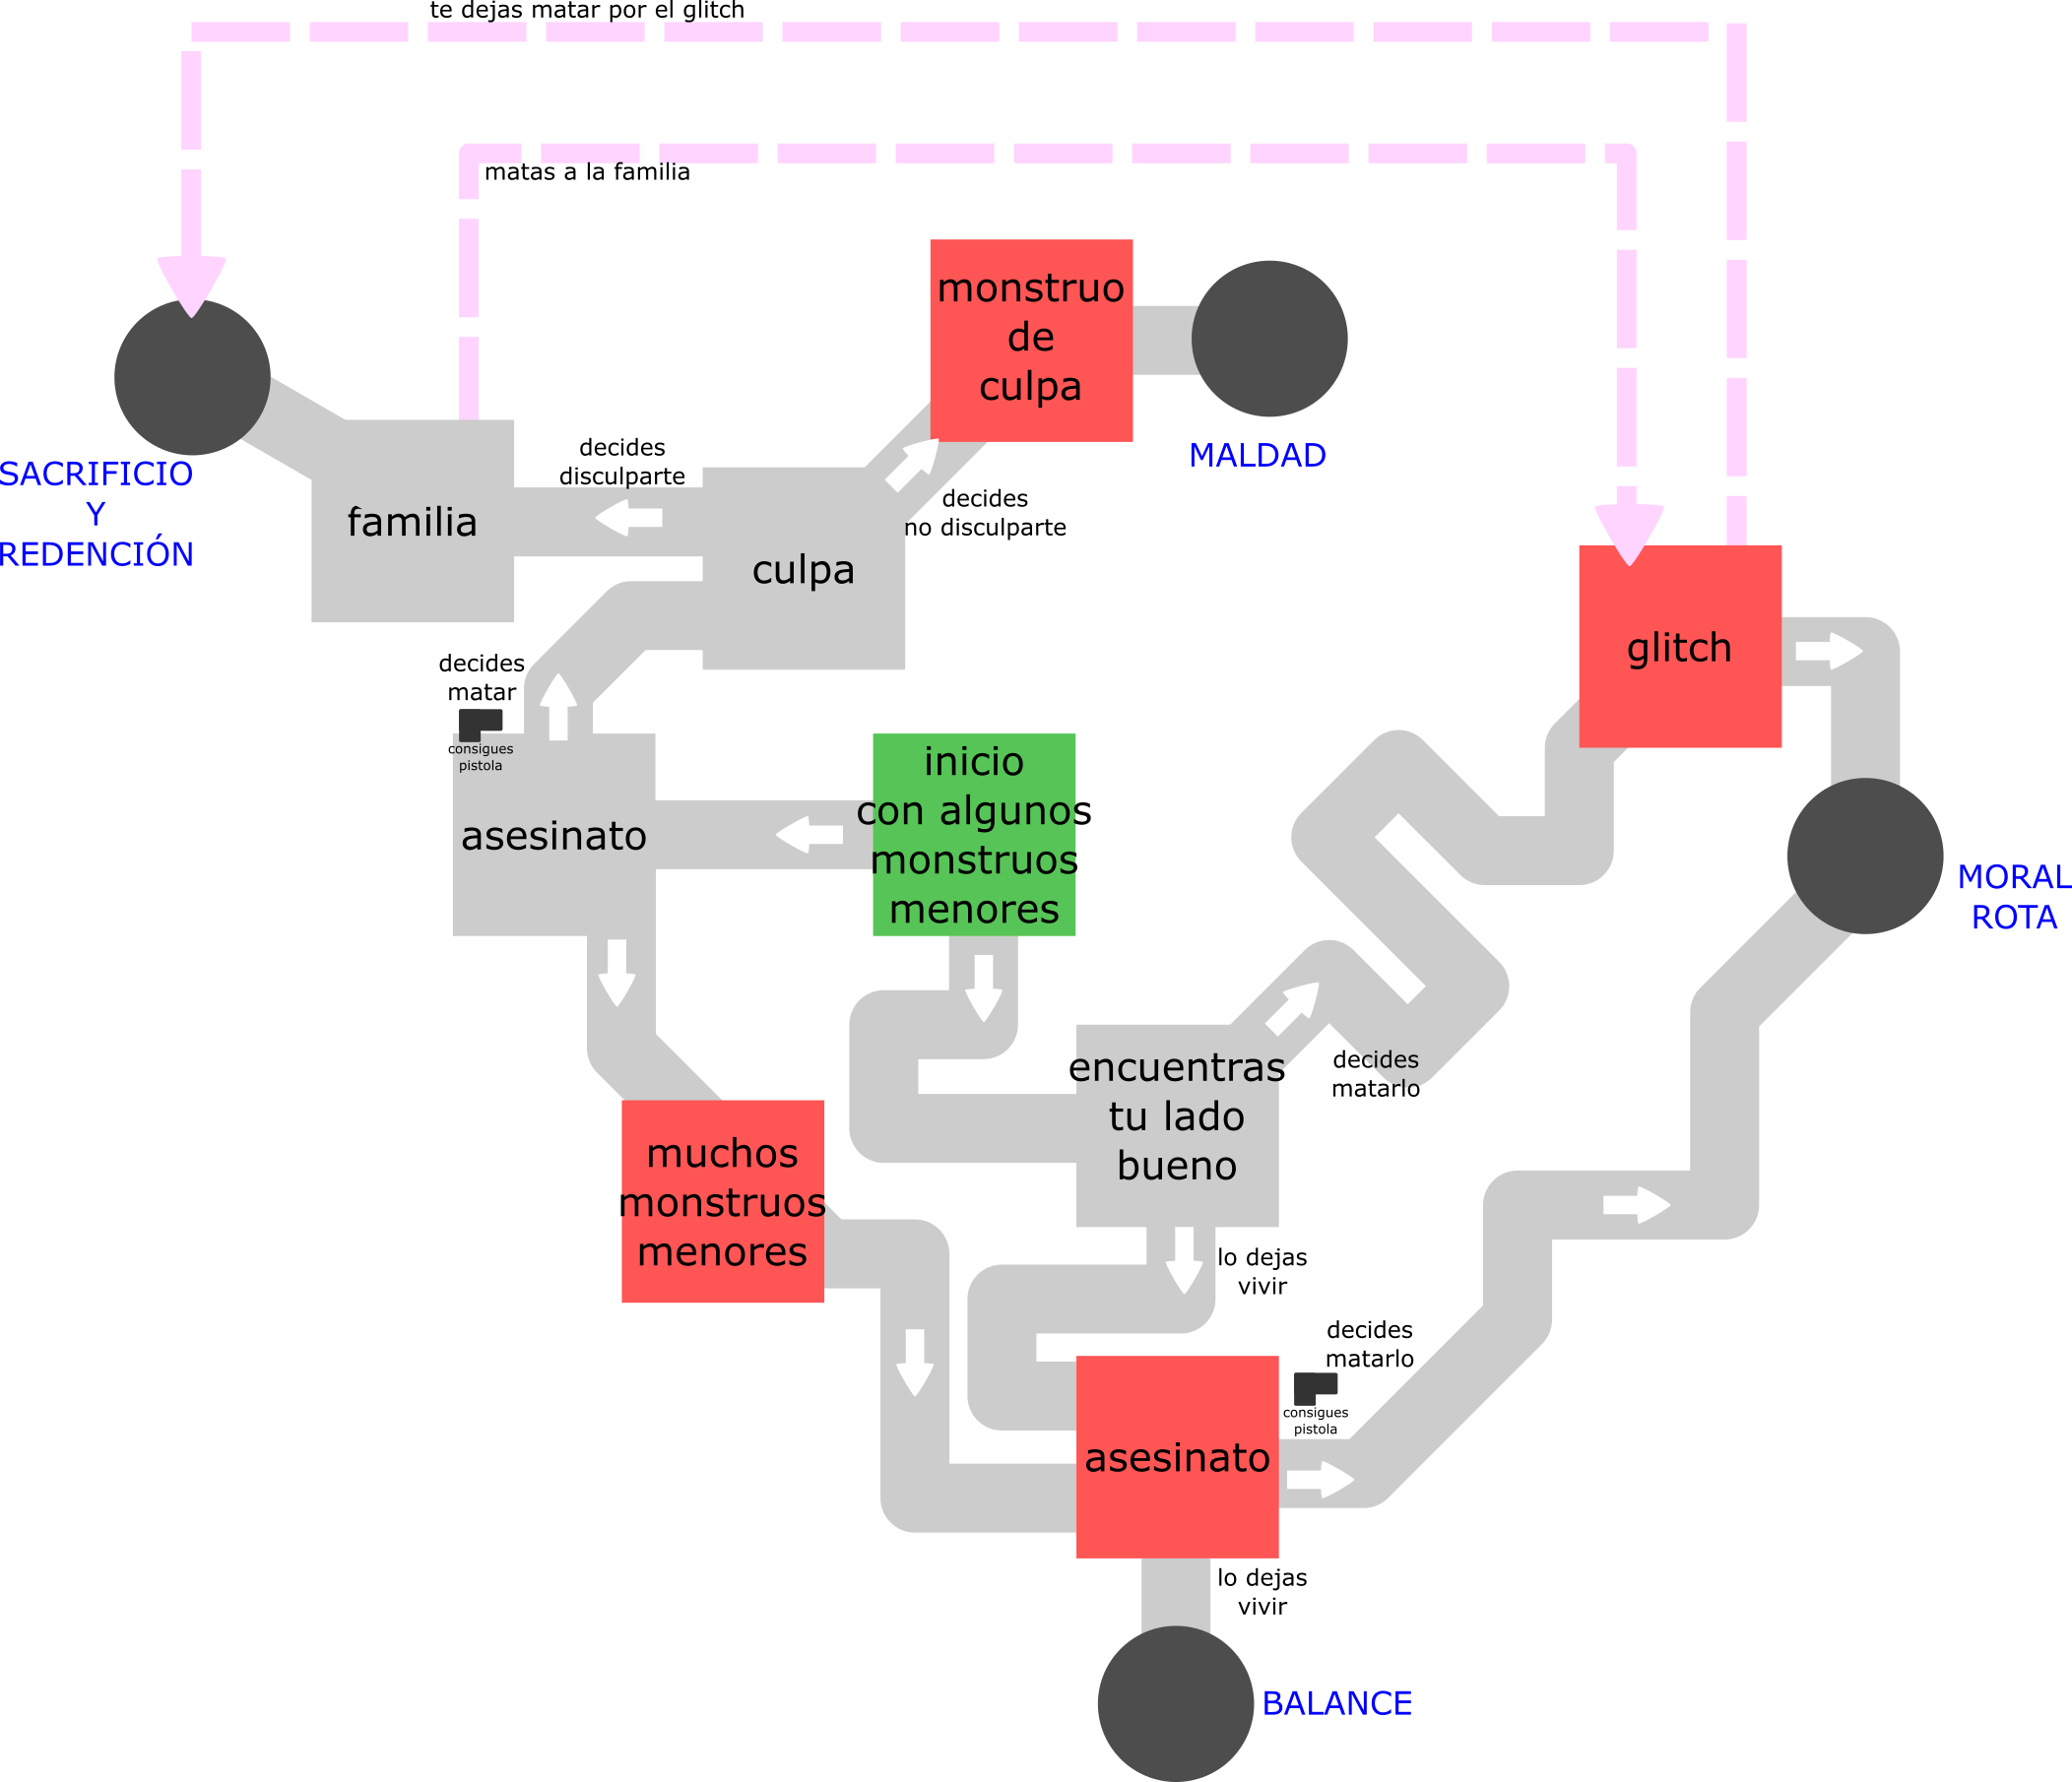 te dejas matar por el glitch
matas a la familia
monstruo
de
culpa
MALDAD
SACRIFICIO
Y
REDENCIÓN
decides
disculparte
familia
decides
no disculparte
culpa
glitch
decides
matar
consigues
pistola
asesinato
inicio
con algunos
monstruos
menores
MORAL
ROTA
encuentras
tu lado
bueno
decides
matarlo
muchos
monstruos
menores
lo dejas
vivir
decides
matarlo
consigues
pistola
asesinato
lo dejas
vivir
BALANCE